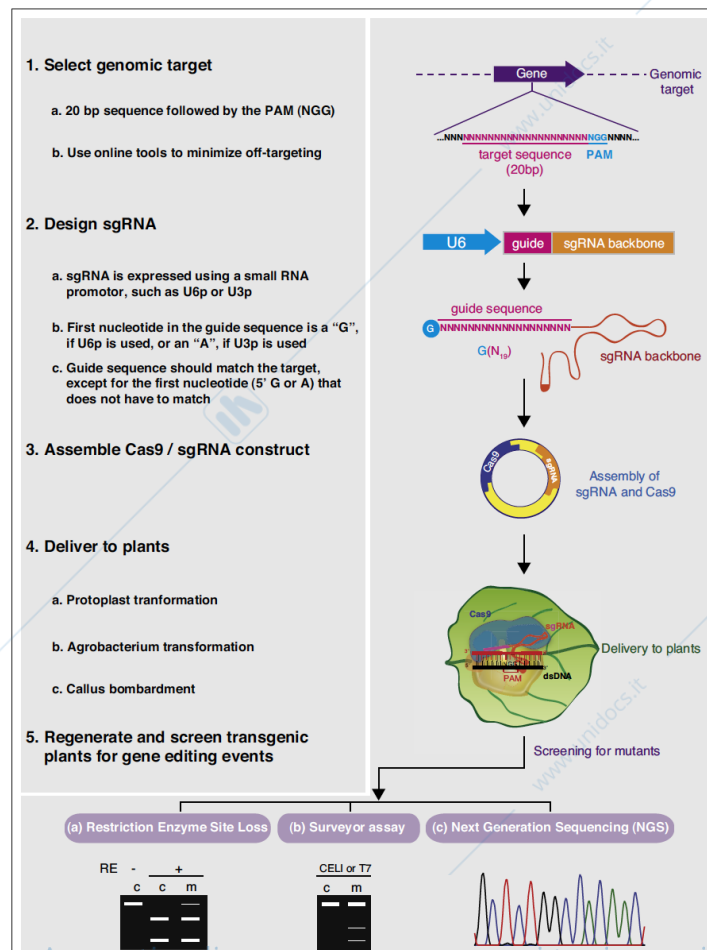 1. Select genomic target
a. 20 bp sequence followed by the PAM (NGG)
b. Use online tools to minimize off-targeting
2. Design sgRNA
a. sgRNA is expressed using a small RNA
promotor, such as U6p or U3p
b. First nucleotide in the guide sequence is a “G”,
if U6p is used, or an “A”, if U3p is used
c. Guide sequence should match the target,
except for the first nucleotide (5' G or A) that
does not have to match
3. Assemble Cas9 / sgRNA construct
4. Deliver to plants
a. Protoplast tranformation
b. Agrobacterium transformation
c. Callus bombardment
5. Regenerate and screen transgenic
plants for gene editing events
Gene
Genomic
target
...NNNNNNNNNNNNNNNNNNNNNNNNGGNNNN...
target sequence
(20bp)
PAM
U6
guide
sgRNA backbone
guide sequence
G
NNNNNNNNNNNNNNNNNNN
G(N19)
sgRNA backbone
Cas9
sgRNA
Assembly of
sgRNA and Cas9
Cas9
sgRNA
3'
PAM
dsDNA
Delivery to plants
Screening for mutants
(a) Restriction Enzyme Site Loss
(b) Surveyor assay
(c) Next Generation Sequencing (NGS)
RE - +
c c m
CELI or T7
c m
www.unidocs.it
www.unidocs.it